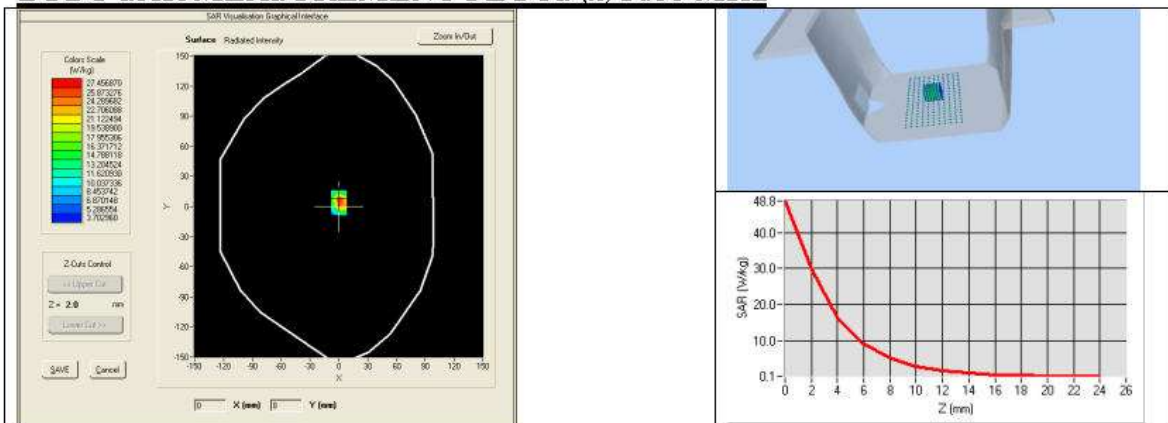 SAR Visualisation Graphical Interface
Surface Radiated Intensity
Zoom In/Out
Colors Scale
(W/kg)
27.456870
25.873276
24.289682
22.706088
21.122494
19.538900
17.955306
16.371712
14.788118
13.204524
11.620930
10.037336
8.453742
6.870148
5.286554
3.702960
150
120
90
60
30
0
-30
-60
-90
-120
-150
Y
-150 -120 -90 -60 -30 0 30 60 90 120 150
X
Z-Cuts Control
<< Upper Cut
Z = 2.0 mm
Lower Cut >>
SAVE Cancel
0 X (mm) 0 Y (mm)
48.8
40.0
30.0
20.0
10.0
0.1
SAR (W/kg)
0 2 4 6 8 10 12 14 16 18 20 22 24 26
Z (mm)